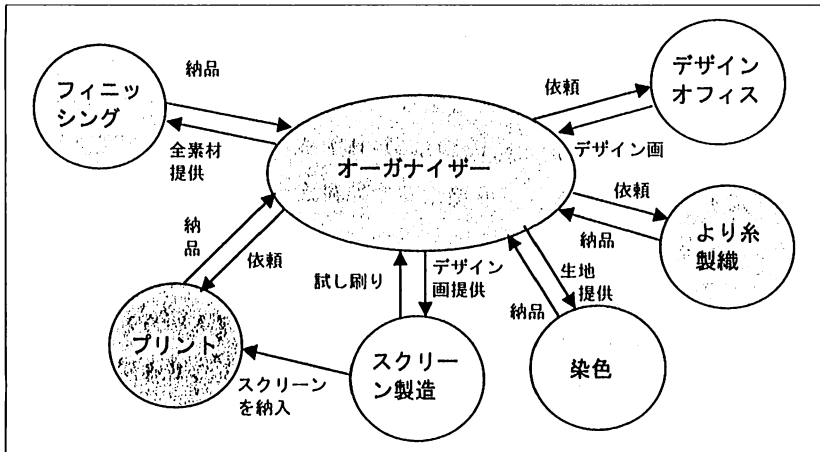 フィニッ
シング
納品
全素材
提供
オーガナイザー
依頼
デザイン画
デザイン
オフィス
依頼
納品
より糸
製織
納
品
依頼
試し刷り
デザイン
画提供
納品
生地
提供
プリント
スクリーン
を納入
スクリー
ン製造
染色